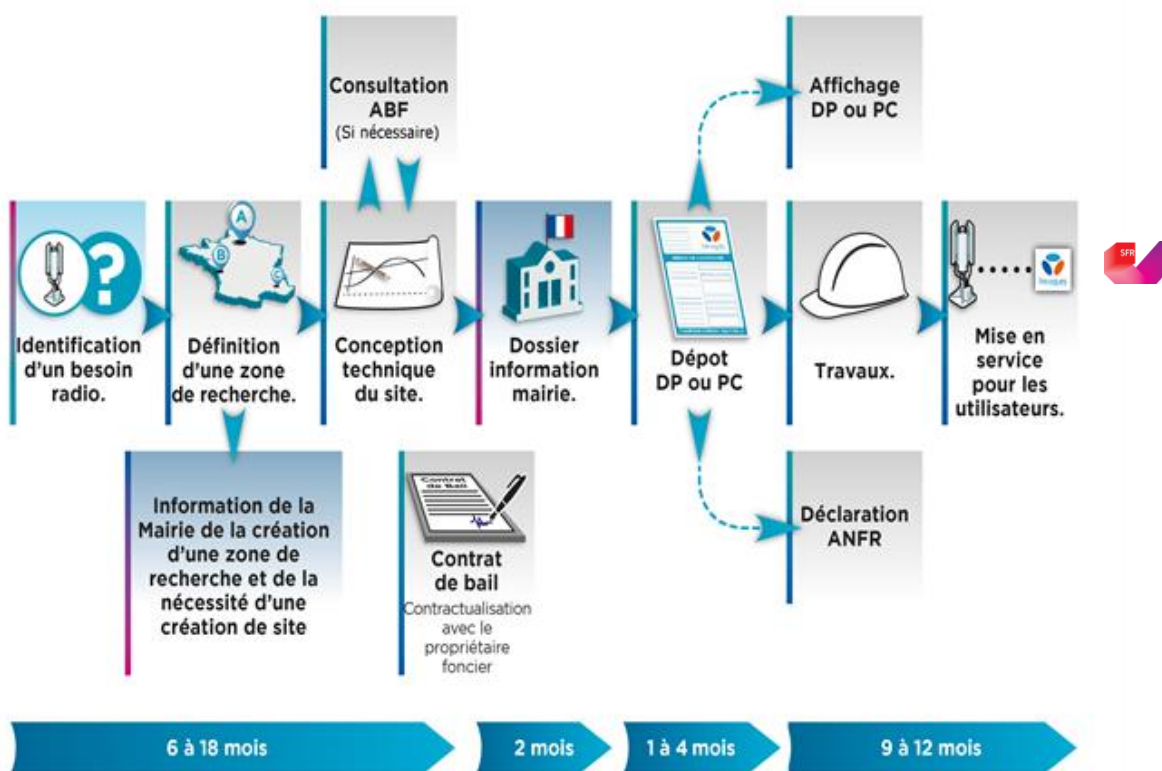 Consultation
ABF
(Si nécessaire)
Affichage
DP ou PC
A
B
C
Identification
d'un besoin
radio.
Définition
d'une zone
de recherche.
Conception
technique
du site.
Dossier
information
mairie.
Dépot
DP ou PC
Travaux.
Mise en
service
pour les
utilisateurs.
SFR
Information de la
Mairie de la création
d'une zone de
recherche et de la
nécessité d'une
création de site
Contrat
de Bail
Contrat
de bail
Contractualisation
avec le
propriétaire
foncier
Déclaration
ANFR
6 à 18 mois
2 mois
1 à 4 mois
9 à 12 mois